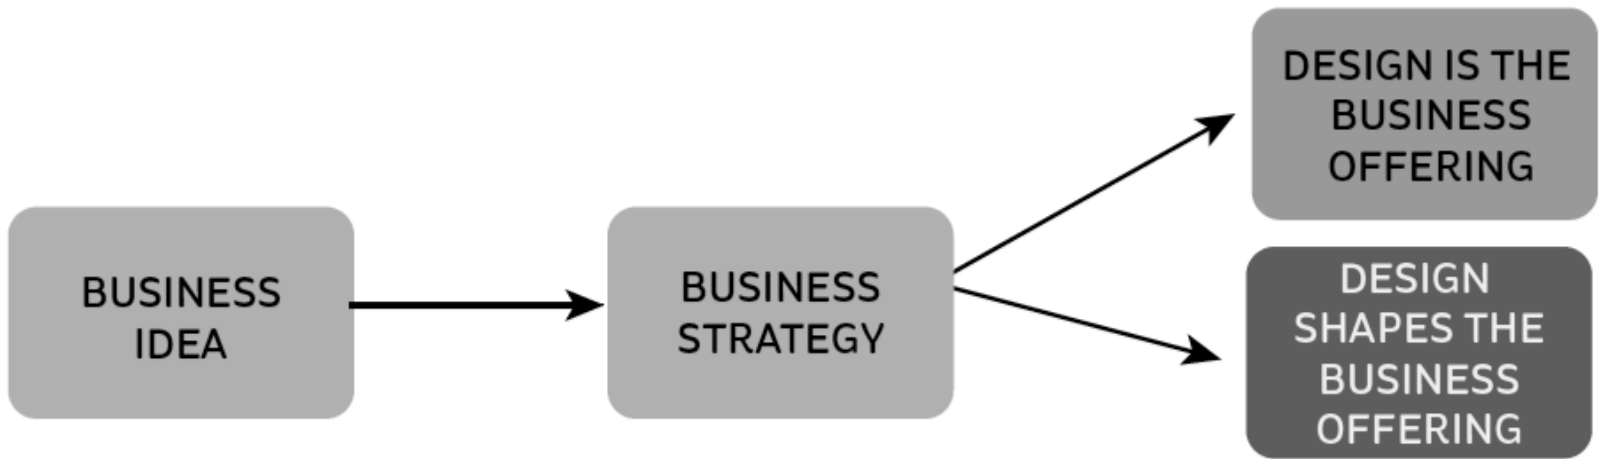 BUSINESS
IDEA
BUSINESS
STRATEGY
DESIGN IS THE
BUSINESS
OFFERING
DESIGN
SHAPES THE
BUSINESS
OFFERING